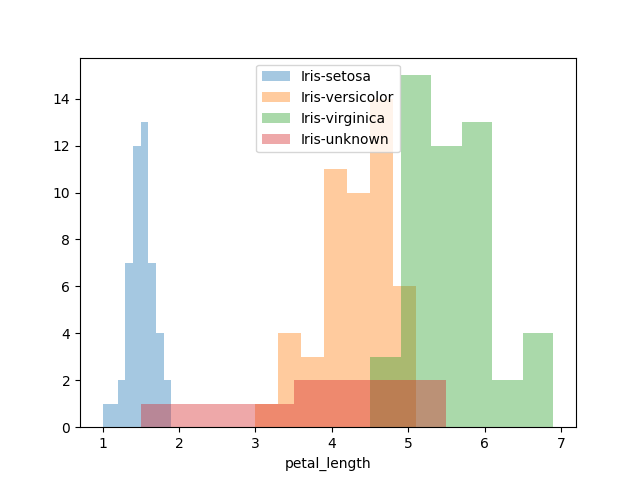 Iris-setosa
Iris-versicolor
Iris-virginica
Iris-unknown
14
12
10
8
6
4
2
0
1 2 3 4 5 6 7
petal_length